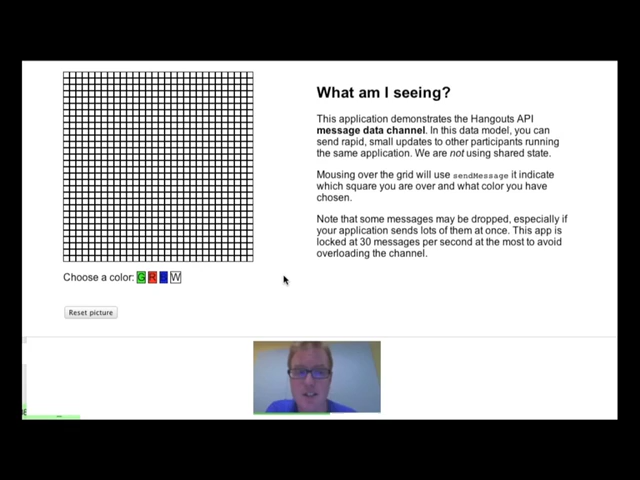 What am I seeing?
This application demonstrates the Hangouts API
message data channel. In this data model, you can
send rapid, small updates to other participants running
the same application. We are not using shared state.
Mousing over the grid will use sendMessage it indicate
which square you are over and what color you have
chosen.
Note that some messages may be dropped, especially if
your application sends lots of them at once. This app is
locked at 30 messages per second at the most to avoid
overloading the channel.
Choose a color: G R B W
Reset picture